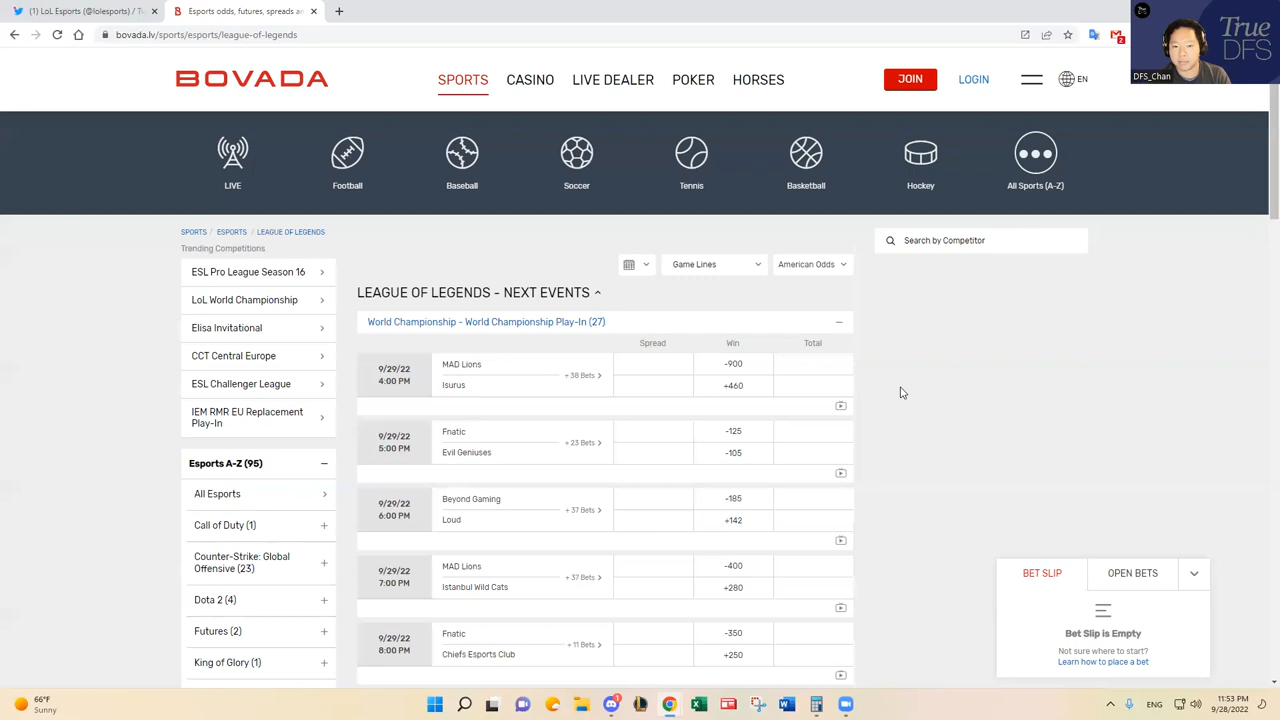 (1) LoL Esports (@lolesports) / Tw
Esports odds, futures, spreads an
bovada.lv/sports/esports/league-of-legends
2
True
DFS
DFS_Chan
BOVADA
SPORTS
CASINO
LIVE DEALER
POKER
HORSES
JOIN
LOGIN
EN
LIVE
Football
Baseball
Soccer
Tennis
Basketball
Hockey
All Sports (A-Z)
SPORTS / ESPORTS / LEAGUE OF LEGENDS
Trending Competitions
ESL Pro League Season 16
LoL World Championship
Elisa Invitational
CCT Central Europe
ESL Challenger League
IEM RMR EU Replacement
Play-In
Esports A-Z (95)
All Esports
Call of Duty (1)
Counter-Strike: Global
Offensive (23)
Dota 2 (4)
Futures (2)
King of Glory (1)
Game Lines
American Odds
LEAGUE OF LEGENDS - NEXT EVENTS
World Championship - World Championship Play-In (27)
Spread Win Total
9/29/22
4:00 PM
MAD Lions
-900
+ 38 Bets
Isurus
+460
9/29/22
5:00 PM
Fnatic
-125
+ 23 Bets
Evil Geniuses
-105
9/29/22
6:00 PM
Beyond Gaming
-185
+ 37 Bets
Loud
+142
9/29/22
7:00 PM
MAD Lions
-400
+ 37 Bets
Istanbul Wild Cats
+280
9/29/22
8:00 PM
Fnatic
-350
+ 11 Bets
Chiefs Esports Club
+250
Search by Competitor
BET SLIP
OPEN BETS
Bet Slip is Empty
Not sure where to start?
Learn how to place a bet
66°F
Sunny
1
ENG
11:53 PM
9/28/2022